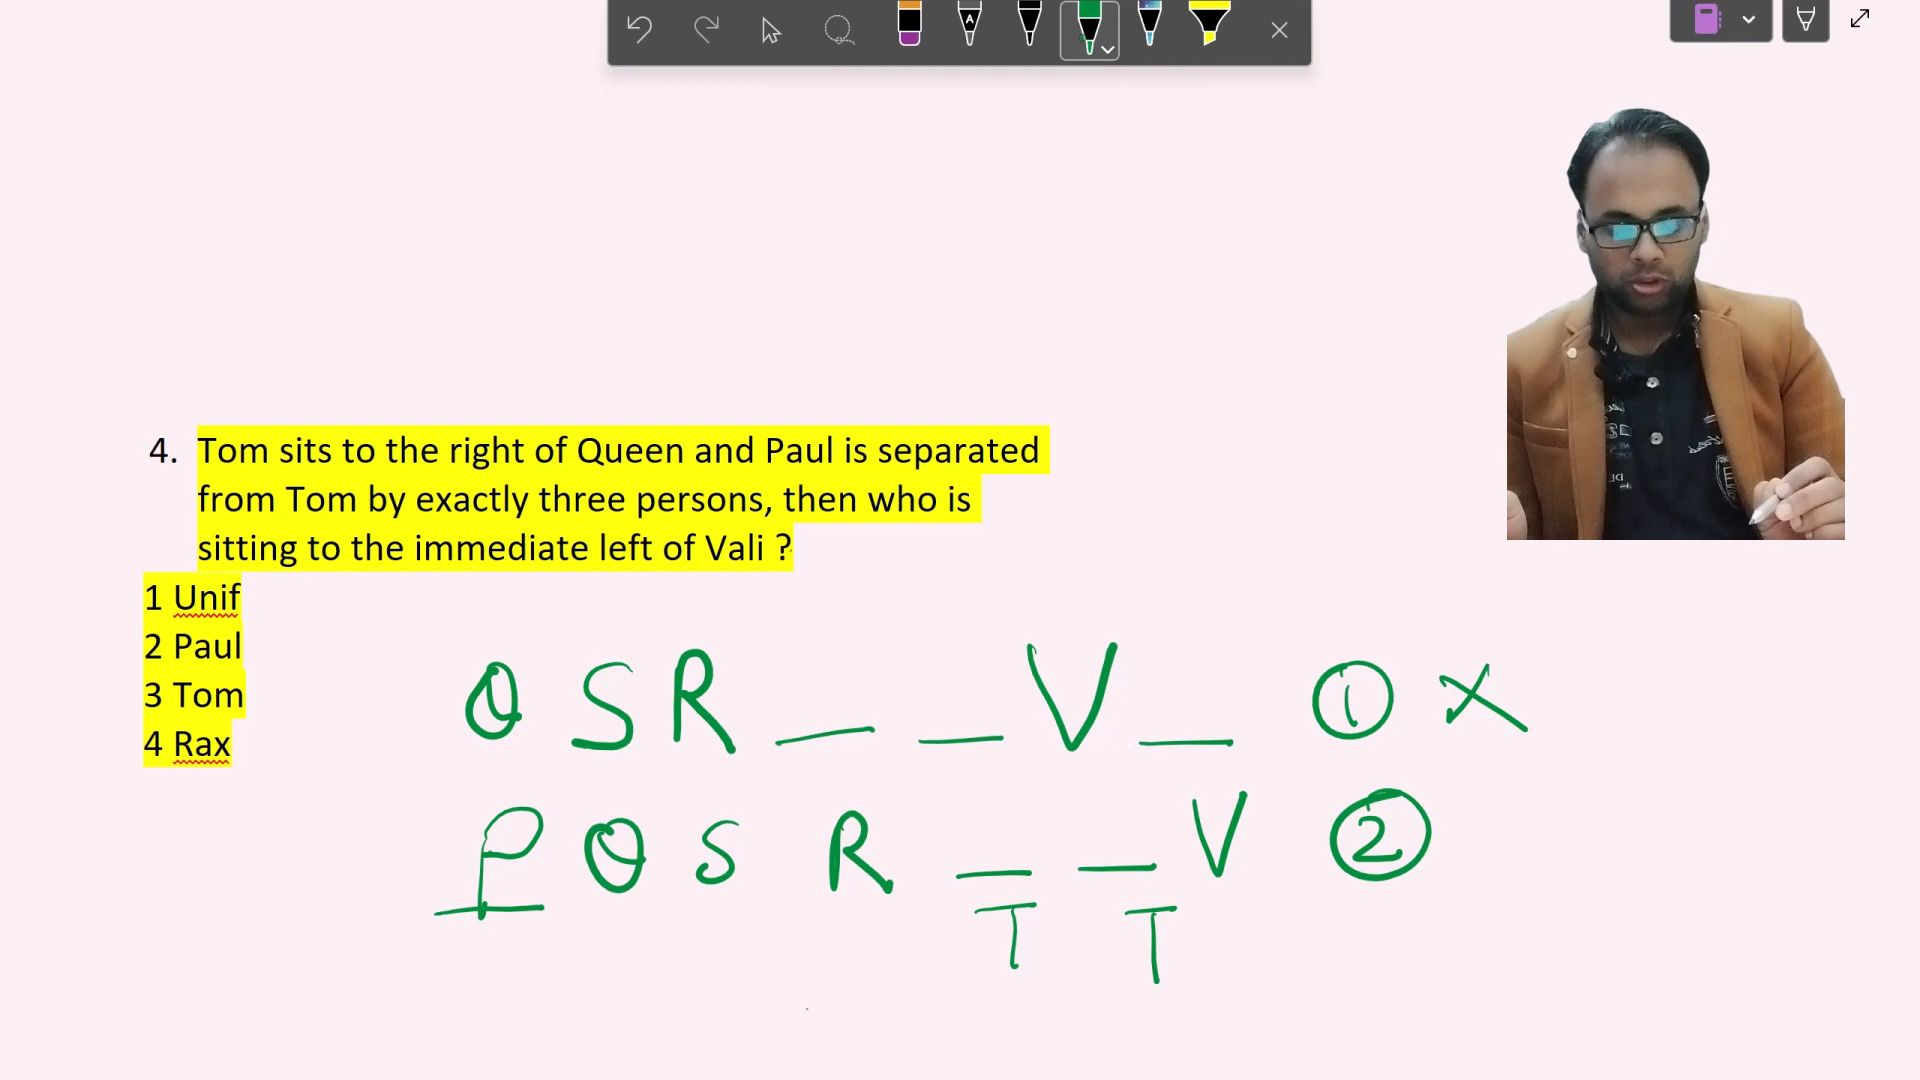 4. Tom sits to the right of Queen and Paul is separated
from Tom by exactly three persons, then who is
sitting to the immediate left of Vali ?
1 Unif
2 Paul
3 Tom
4 Rax
Q S R _ _ V _ ① X
P Q S R _ _ V ②
T T